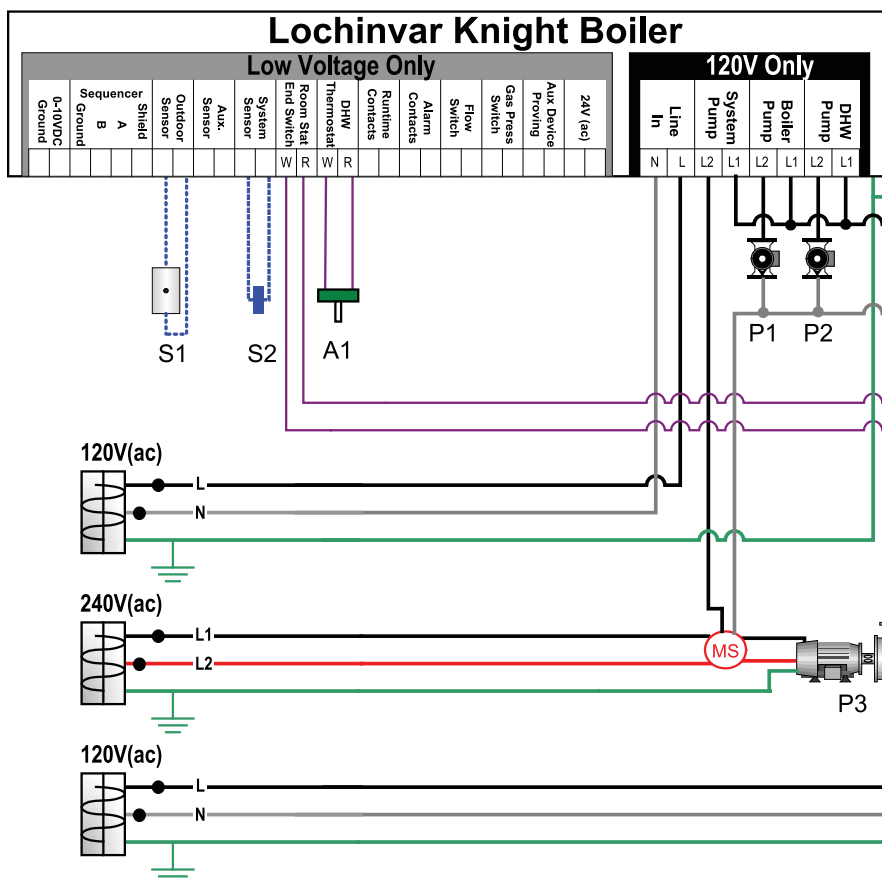 Lochinvar Knight Boiler
Low Voltage Only
120V Only
0-10VDC
Ground
Sequencer
Ground
B
A
Shield
Outdoor
Sensor
Aux.
Sensor
System
Sensor
Room Stat
End Switch
DHW
Thermostat
Runtime
Contacts
Alarm
Contacts
Flow
Switch
Gas Press
Switch
Aux Device
Proving
24V (ac)
Line
In
System
Pump
Boiler
Pump
DHW
Pump
W R W R
N L L2 L1 L2 L1 L2 L1
S1 S2 A1 P1 P2
120V(ac)
L
N
240V(ac)
L1
L2
MS
P3
120V(ac)
L
N